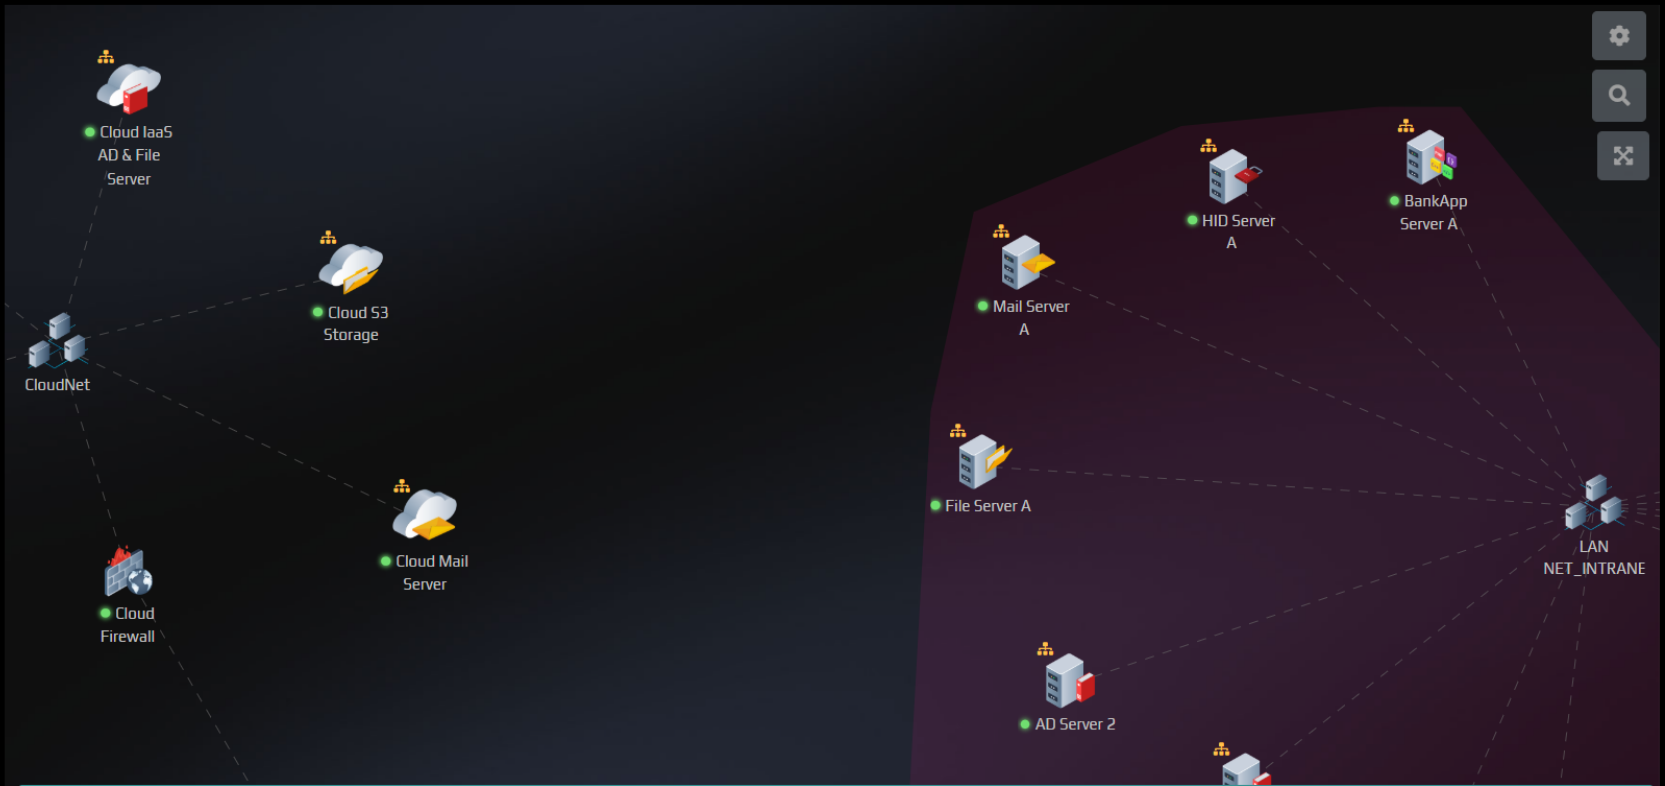 Cloud IaaS
AD & File
Server
Cloud S3
Storage
CloudNet
Cloud Mail
Server
Cloud
Firewall
HID Server
A
BankApp
Server A
Mail Server
A
File Server A
LAN
NET_INTRANE
AD Server 2